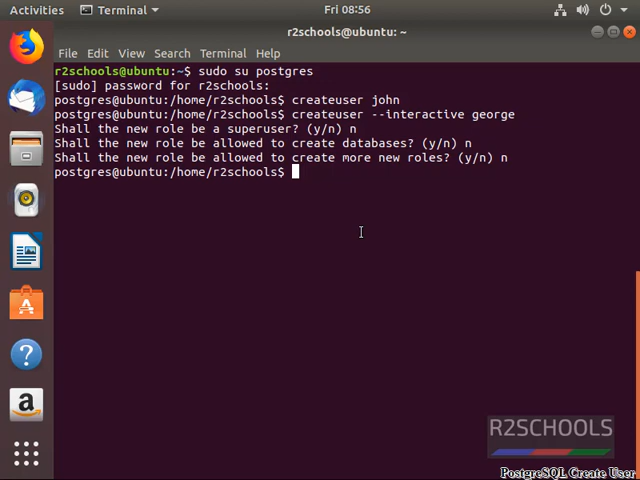 Activities Terminal Fri 08:56
r2schools@ubuntu: ~
File Edit View Search Terminal Help
r2schools@ubuntu:~$ sudo su postgres
[sudo] password for r2schools:
postgres@ubuntu:/home/r2schools$ createuser john
postgres@ubuntu:/home/r2schools$ createuser --interactive george
Shall the new role be a superuser? (y/n) n
Shall the new role be allowed to create databases? (y/n) n
Shall the new role be allowed to create more new roles? (y/n) n
postgres@ubuntu:/home/r2schools$
R2SCHOOLS
PostgreSQL Create User